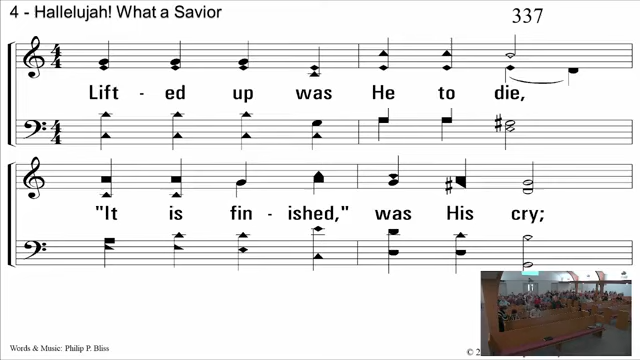 4 - Hallelujah! What a Savior
337
Lift - ed up was He to die,
"It is fin - ished," was His cry;
Words & Music: Philip P. Bliss